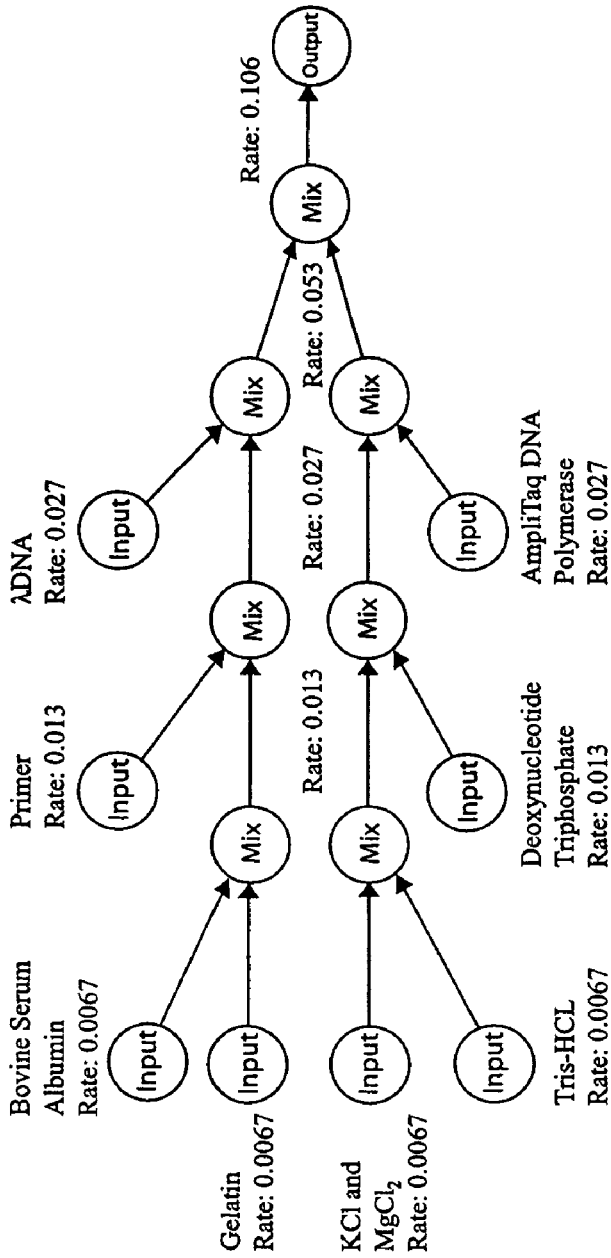 Bovine Serum
Albumin
Rate: 0.0067
Input
Gelatin
Rate: 0.0067
Input
KCl and
MgCl₂
Rate: 0.0067
Input
Tris-HCL
Rate: 0.0067
Input
Mix
Mix
Primer
Rate: 0.013
Input
Rate: 0.013
Deoxynucleotide
Triphosphate
Rate: 0.013
Input
Mix
Mix
λDNA
Rate: 0.027
Input
Rate: 0.027
AmpliTaq DNA
Polymerase
Rate: 0.027
Input
Mix
Mix
Rate: 0.053
Mix
Rate: 0.106
Output